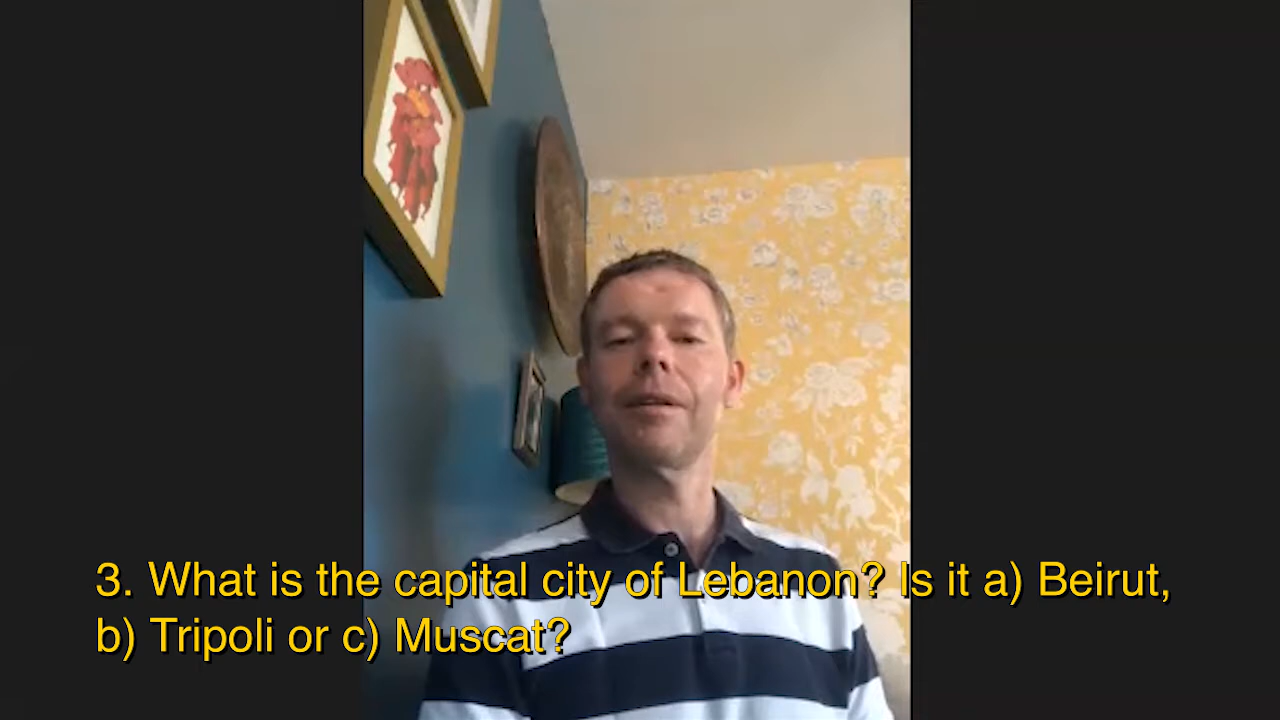 3. What is the capital city of Lebanon? Is it a) Beirut,
b) Tripoli or c) Muscat?